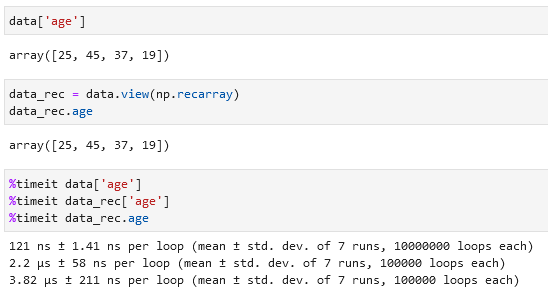 data['age']
array([25, 45, 37, 19])
data_rec = data.view(np.recarray)
data_rec.age
array([25, 45, 37, 19])
%timeit data['age']
%timeit data_rec['age']
%timeit data_rec.age
121 ns ± 1.41 ns per loop (mean ± std. dev. of 7 runs, 10000000 loops each)
2.2 µs ± 58 ns per loop (mean ± std. dev. of 7 runs, 100000 loops each)
3.82 µs ± 211 ns per loop (mean ± std. dev. of 7 runs, 100000 loops each)